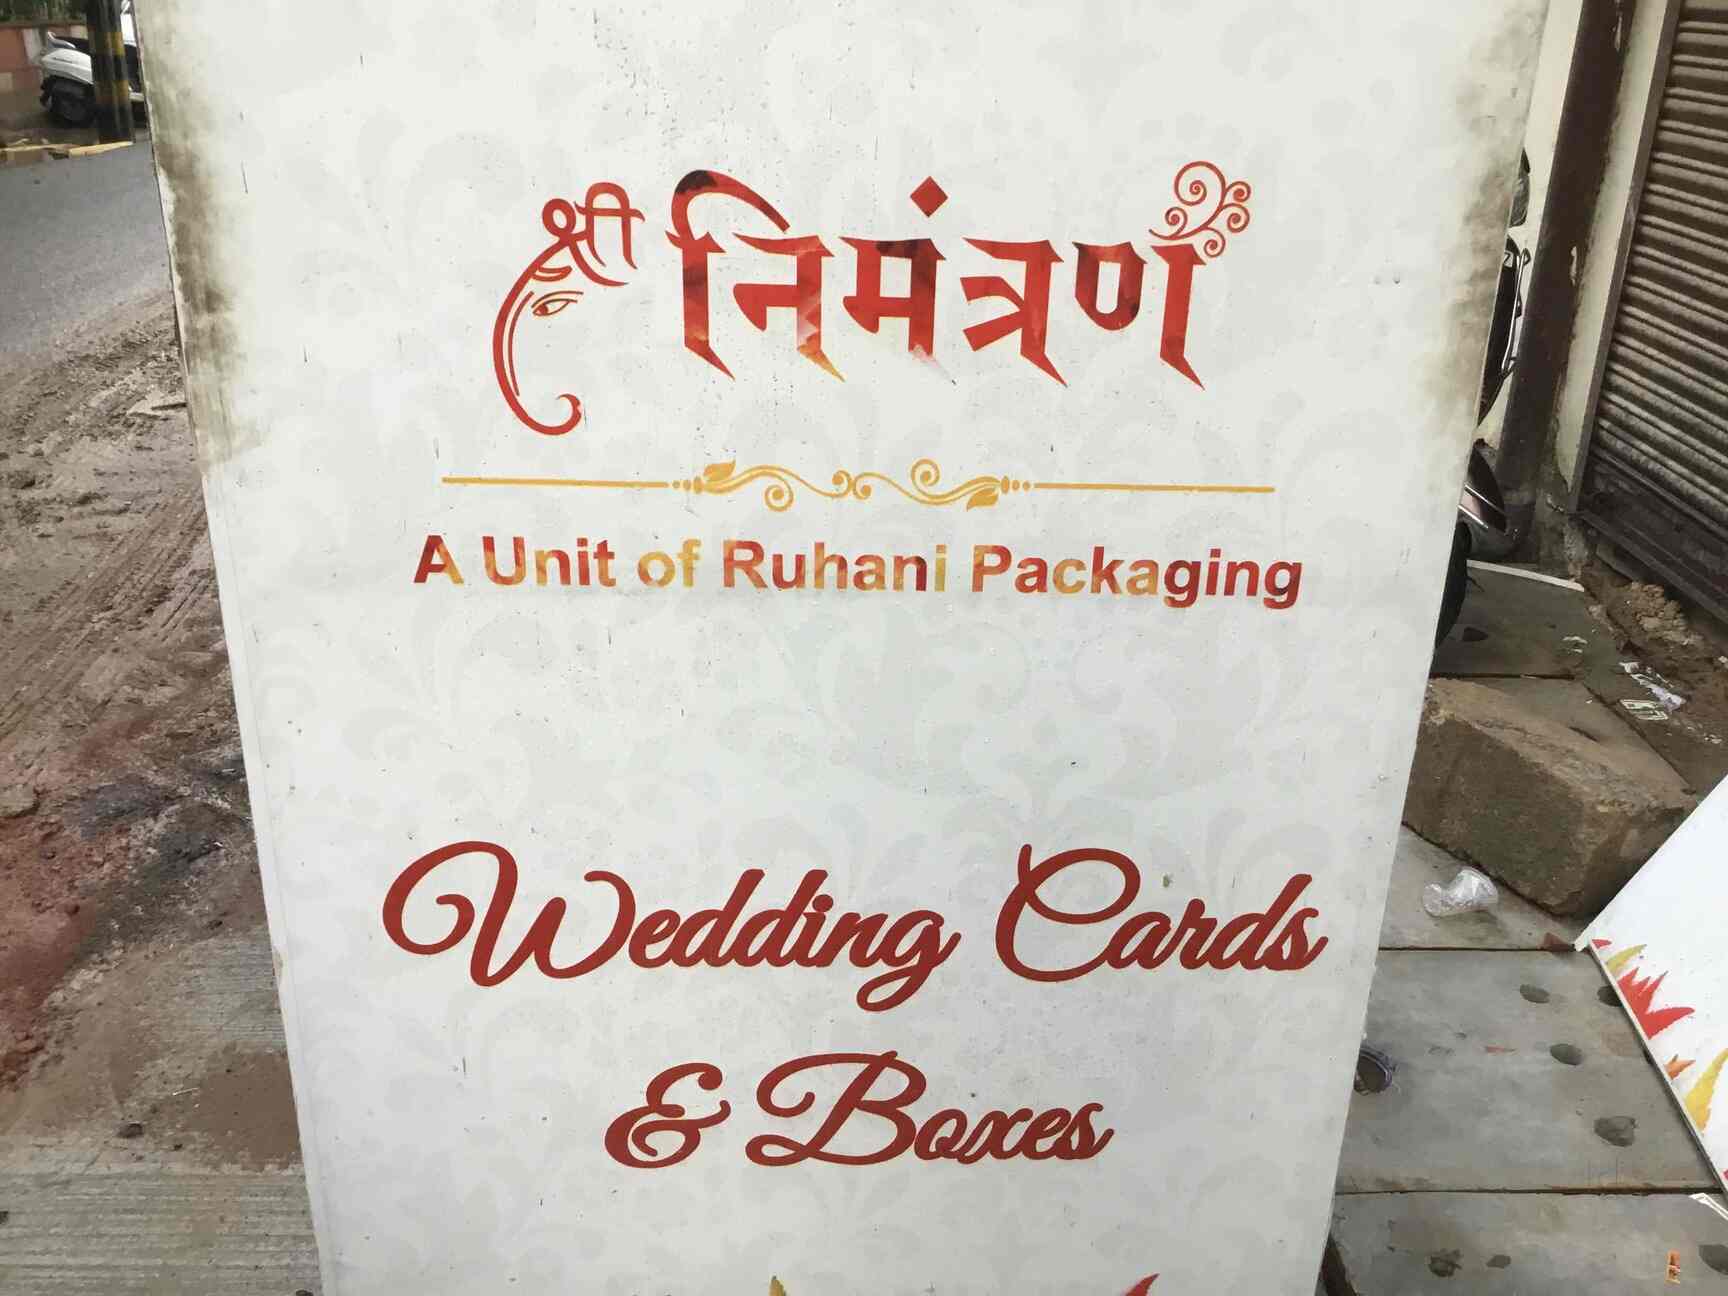 श्री निमंत्रण
A Unit of Ruhani Packaging
Wedding Cards
& Boxes